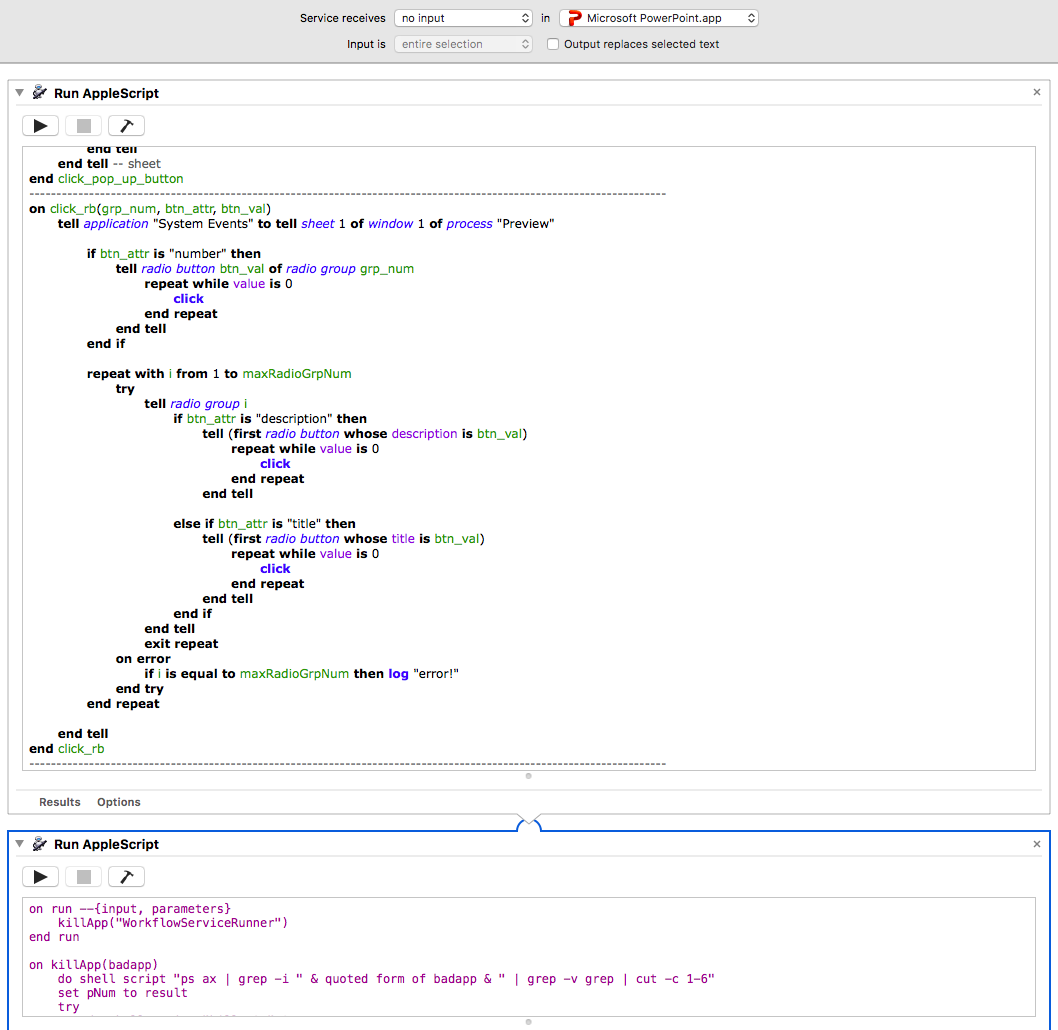 Service receives no input in Microsoft PowerPoint.app
Input is entire selection Output replaces selected text
Run AppleScript
end tell
end tell -- sheet
end click_pop_up_button
on click_rb(grp_num, btn_attr, btn_val)
tell application "System Events" to tell sheet 1 of window 1 of process "Preview"
if btn_attr is "number" then
tell radio button btn_val of radio group grp_num
repeat while value is 0
click
end repeat
end tell
end if
repeat with i from 1 to maxRadioGrpNum
try
tell radio group i
if btn_attr is "description" then
tell (first radio button whose description is btn_val)
repeat while value is 0
click
end repeat
end tell
else if btn_attr is "title" then
tell (first radio button whose title is btn_val)
repeat while value is 0
click
end repeat
end tell
end if
end tell
exit repeat
on error
if i is equal to maxRadioGrpNum then log "error!"
end try
end repeat
end tell
end click_rb
Results Options
Run AppleScript
on run --{input, parameters}
killApp("WorkflowServiceRunner")
end run
on killApp(badapp)
do shell script "ps ax | grep -i " & quoted form of badapp & " | grep -v grep | cut -c 1-6"
set pNum to result
try